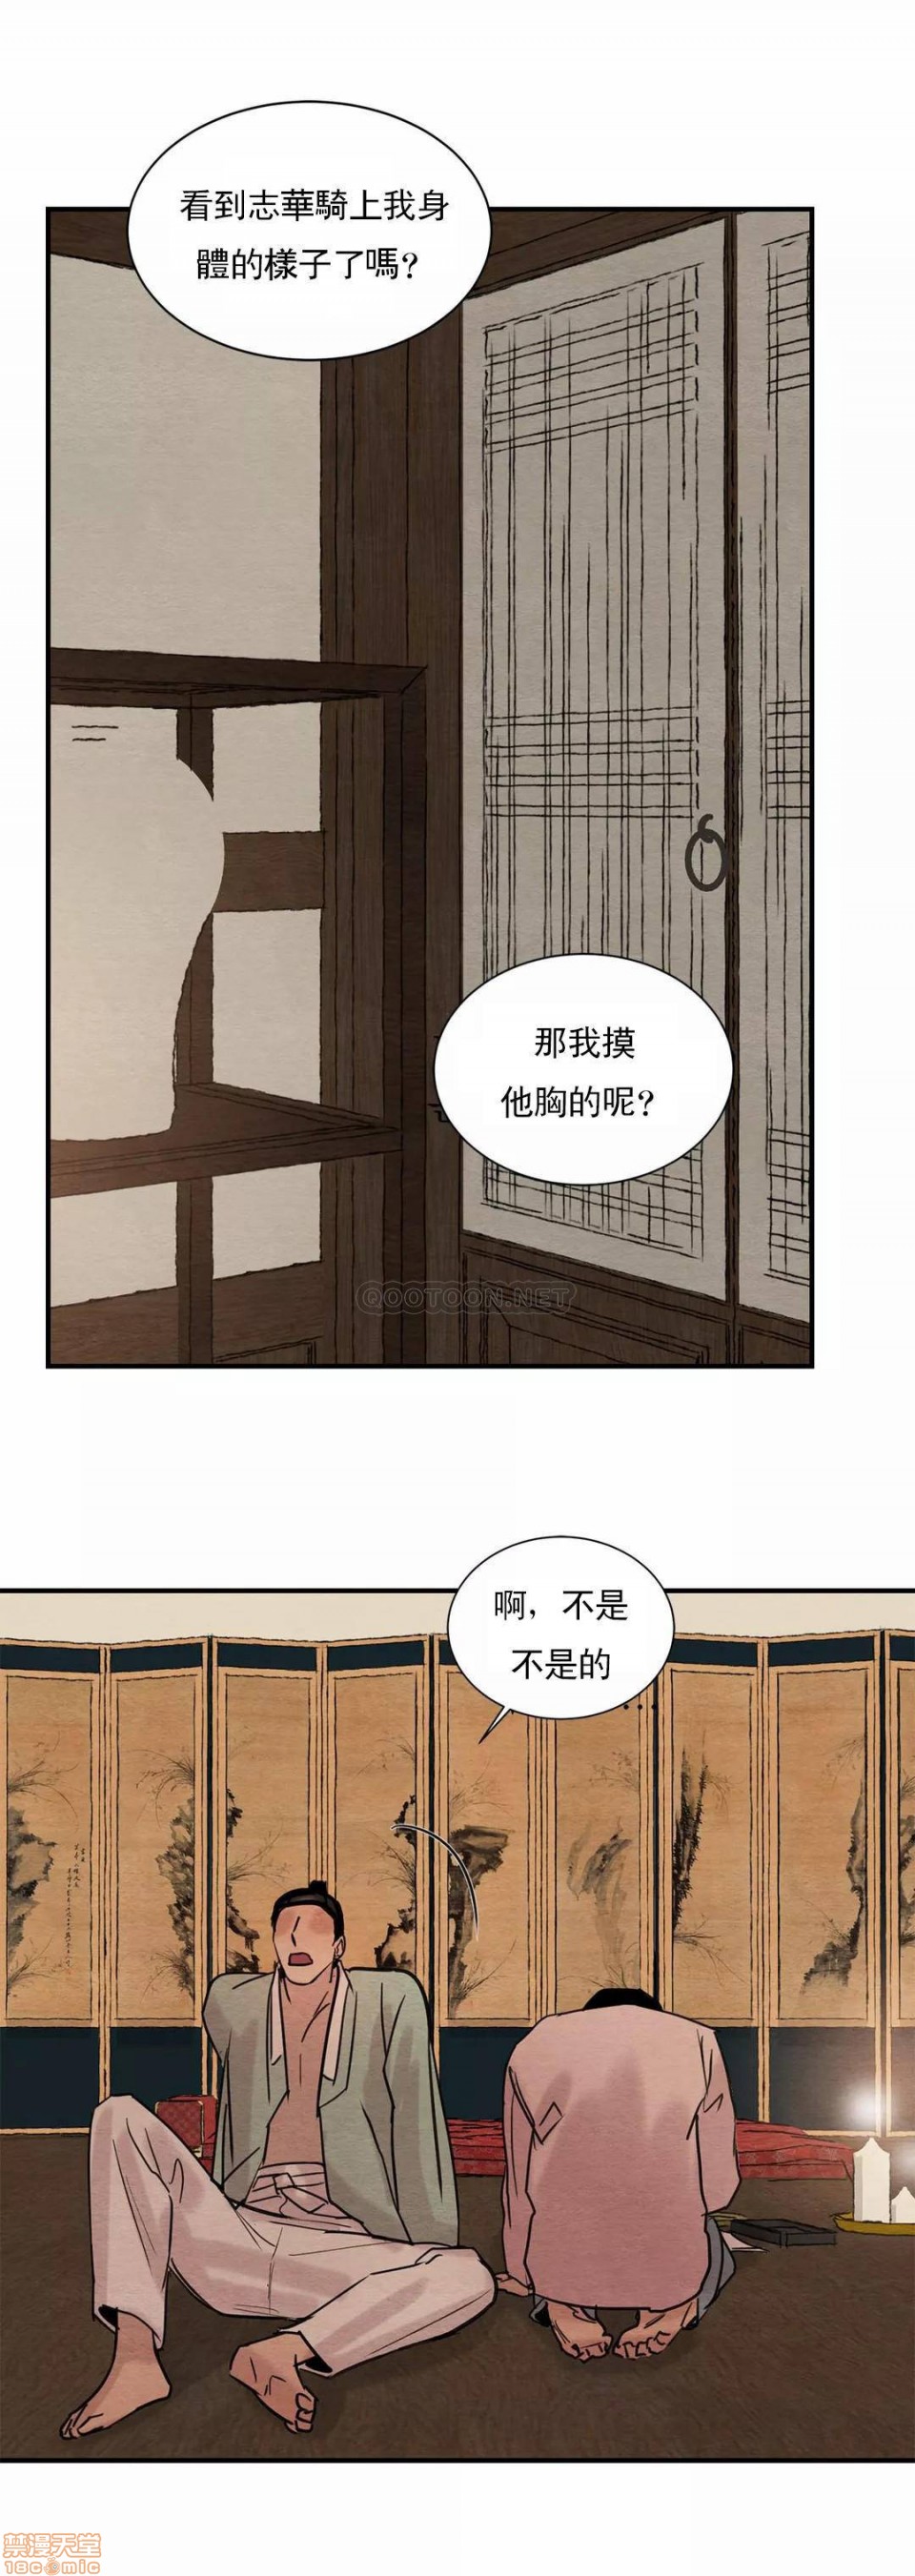 看到志華騎上我身
體的樣子了嗎?
那我摸
他胸的呢?
QOOTOON.NET
啊, 不是
不是的
...
禁漫天堂
18comic